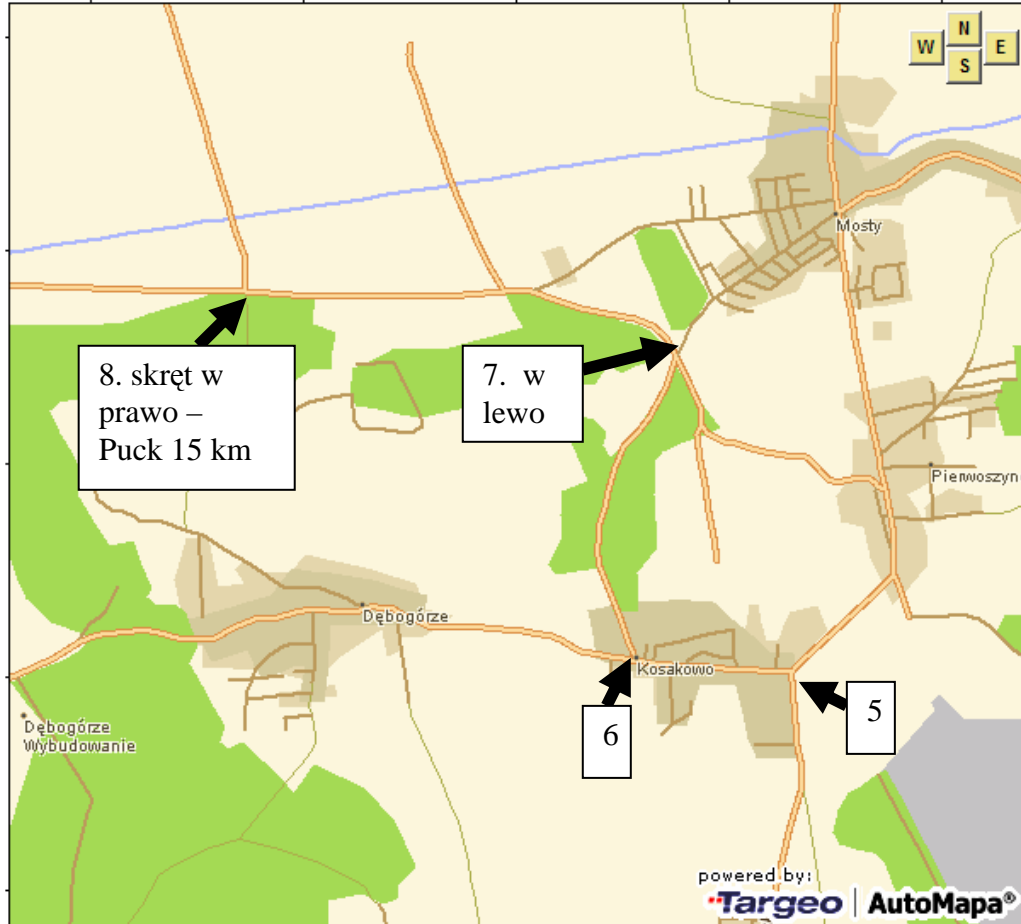 N
W E
S
Mosty
8. skręt w
prawo –
Puck 15 km
7. w
lewo
Pierwoszyn
Dębogórze
Kosakowo
6
5
Dębogórze
Wybudowanie
powered by:
Targeo | AutoMapa®